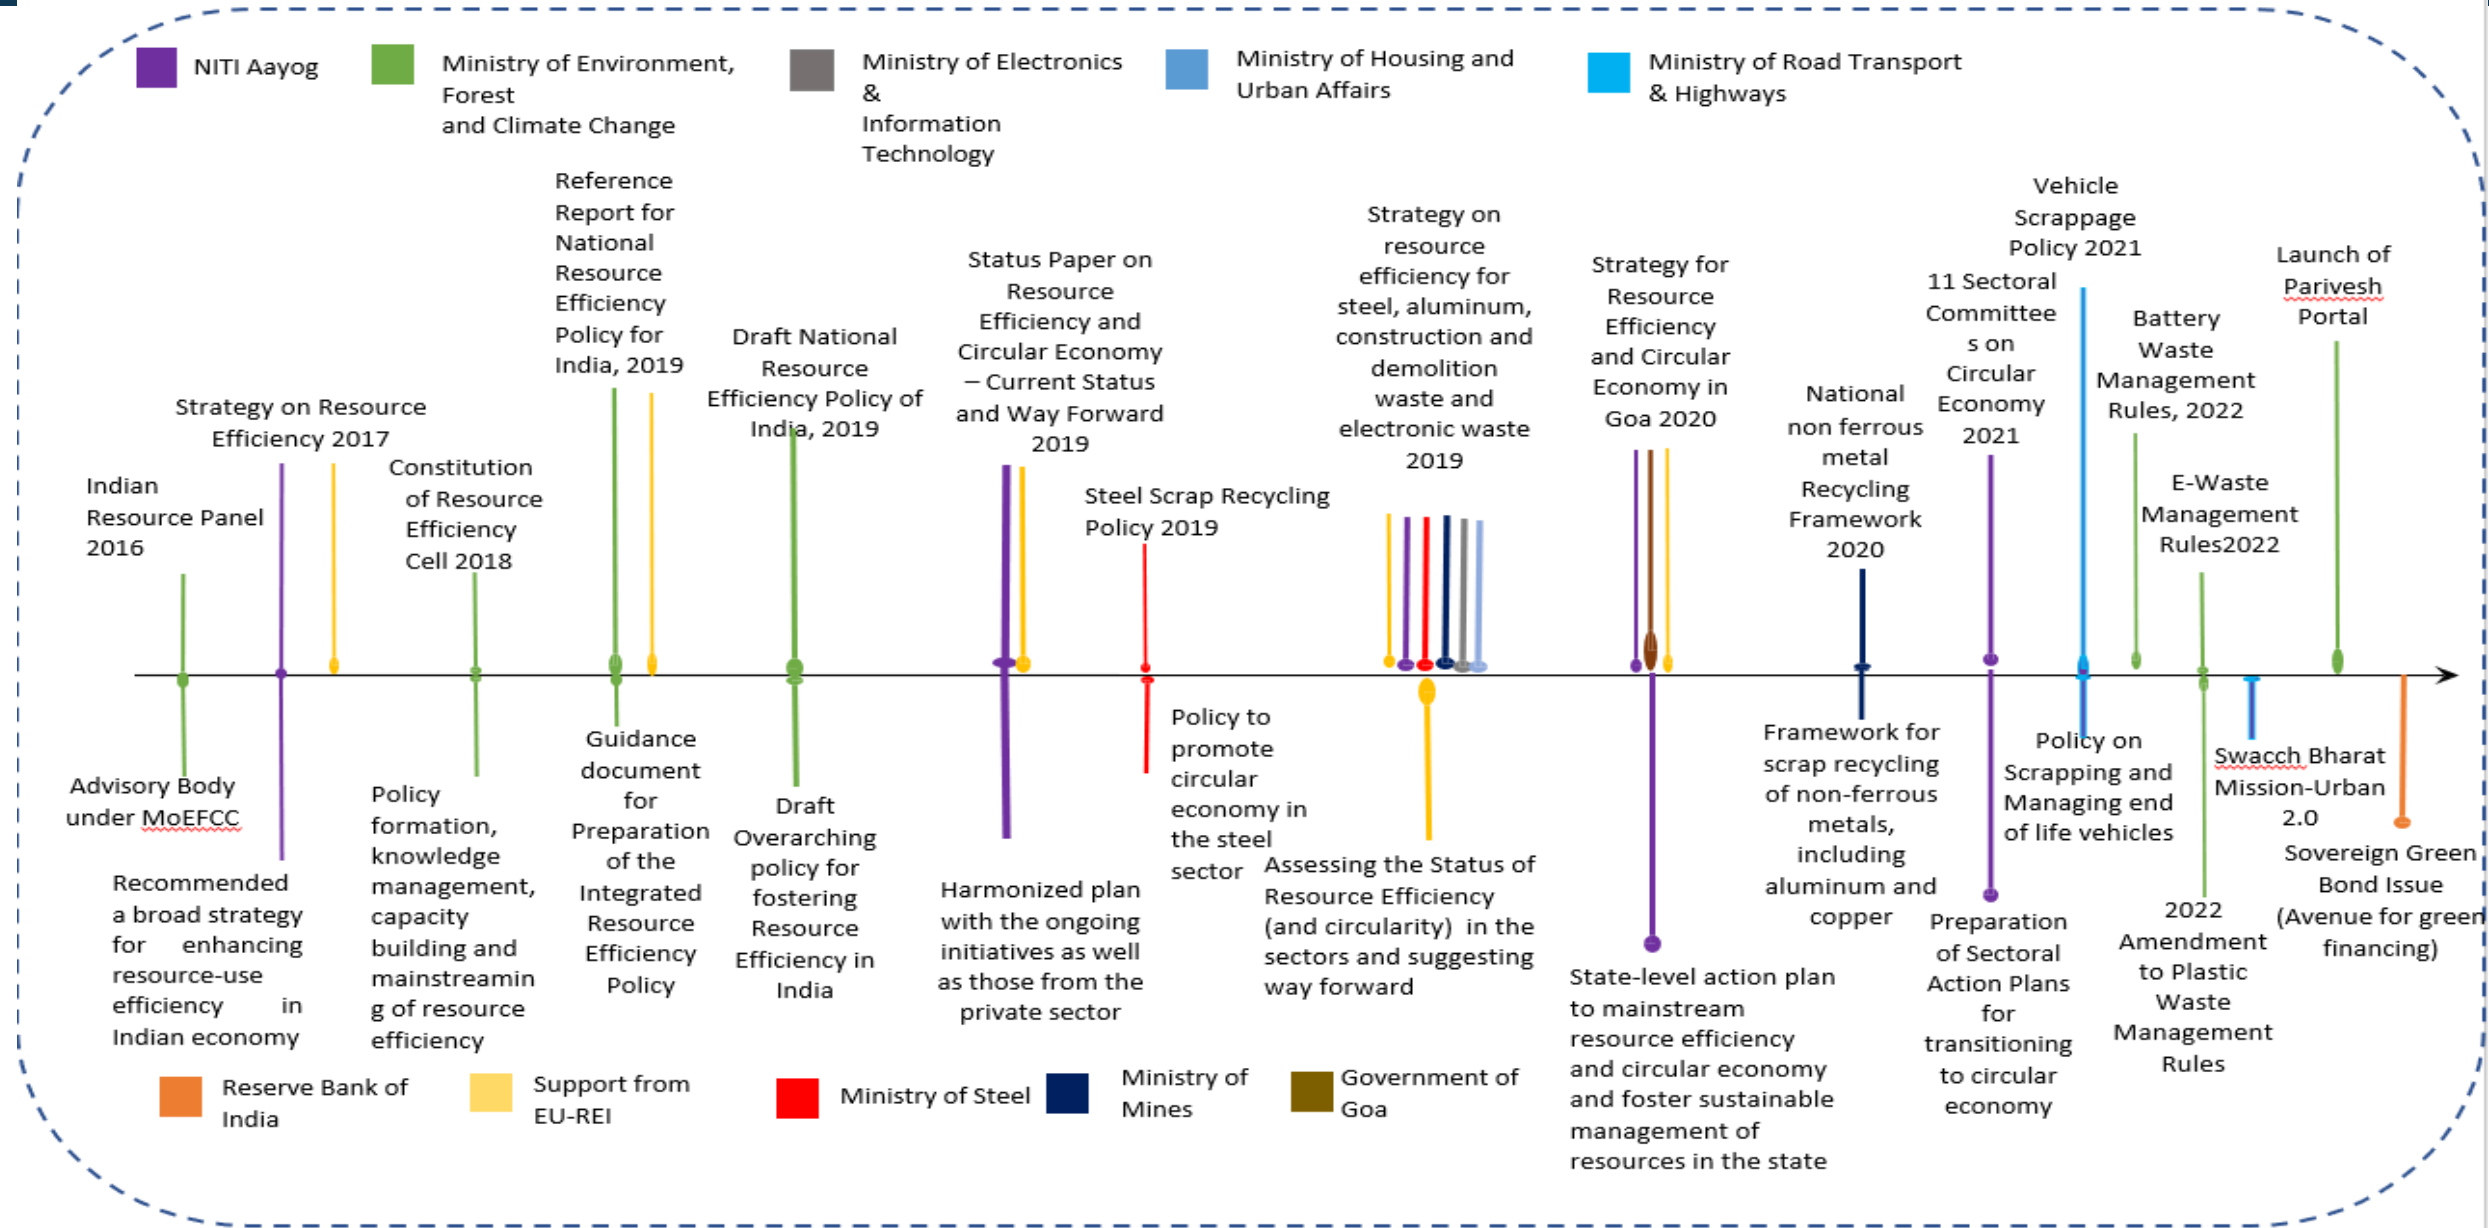 NITI Aayog
Ministry of Environment,
Forest
and Climate Change
Ministry of Electronics
&
Information
Technology
Ministry of Housing and
Urban Affairs
Ministry of Road Transport
& Highways
Indian
Resource Panel
2016
Strategy on Resource
Efficiency 2017
Constitution
of Resource
Efficiency
Cell 2018
Reference
Report for
National
Resource
Efficiency
Policy for
India, 2019
Draft National
Resource
Efficiency Policy of
India, 2019
Status Paper on
Resource
Efficiency and
Circular Economy
– Current Status
and Way Forward
2019
Steel Scrap Recycling
Policy 2019
Strategy on
resource
efficiency for
steel, aluminum,
construction and
demolition
waste and
electronic waste
2019
Strategy for
Resource
Efficiency
and Circular
Economy in
Goa 2020
National
non ferrous
metal
Recycling
Framework
2020
11 Sectoral
Committee
s on
Circular
Economy
2021
Vehicle
Scrappage
Policy 2021
Battery
Waste
Management
Rules, 2022
E-Waste
Management
Rules2022
Launch of
Parivesh
Portal
Advisory Body
under MoEFCC
Recommended
a broad strategy
for enhancing
resource-use
efficiency in
Indian economy
Policy
formation,
knowledge
management,
capacity
building and
mainstreamin
g of resource
efficiency
Guidance
document
for
Preparation
of the
Integrated
Resource
Efficiency
Policy
Draft
Overarching
policy for
fostering
Resource
Efficiency in
India
Harmonized plan
with the ongoing
initiatives as well
as those from the
private sector
Policy to
promote
circular
economy in
the steel
sector
Assessing the Status of
Resource Efficiency
(and circularity) in the
sectors and suggesting
way forward
State-level action plan
to mainstream
resource efficiency
and circular economy
and foster sustainable
management of
resources in the state
Framework for
scrap recycling
of non-ferrous
metals,
including
aluminum and
copper
Preparation
of Sectoral
Action Plans
for
transitioning
to circular
economy
Policy on
Scrapping and
Managing end
of life vehicles
2022
Amendment
to Plastic
Waste
Management
Rules
Swacch Bharat
Mission-Urban
2.0
Sovereign Green
Bond Issue
(Avenue for green
financing)
Reserve Bank of
India
Support from
EU-REI
Ministry of Steel
Ministry of
Mines
Government of
Goa